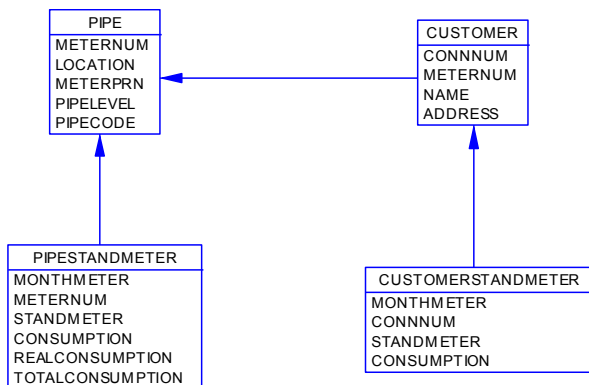 PIPE
METERNUM
LOCATION
METERPRN
PIPELEVEL
PIPECODE
CUSTOMER
CONNNUM
METERNUM
NAME
ADDRESS
PIPESTANDMETER
MONTHMETER
METERNUM
STANDMETER
CONSUMPTION
REALCONSUMPTION
TOTALCONSUMPTION
CUSTOMERSTANDMETER
MONTHMETER
CONNNUM
STANDMETER
CONSUMPTION